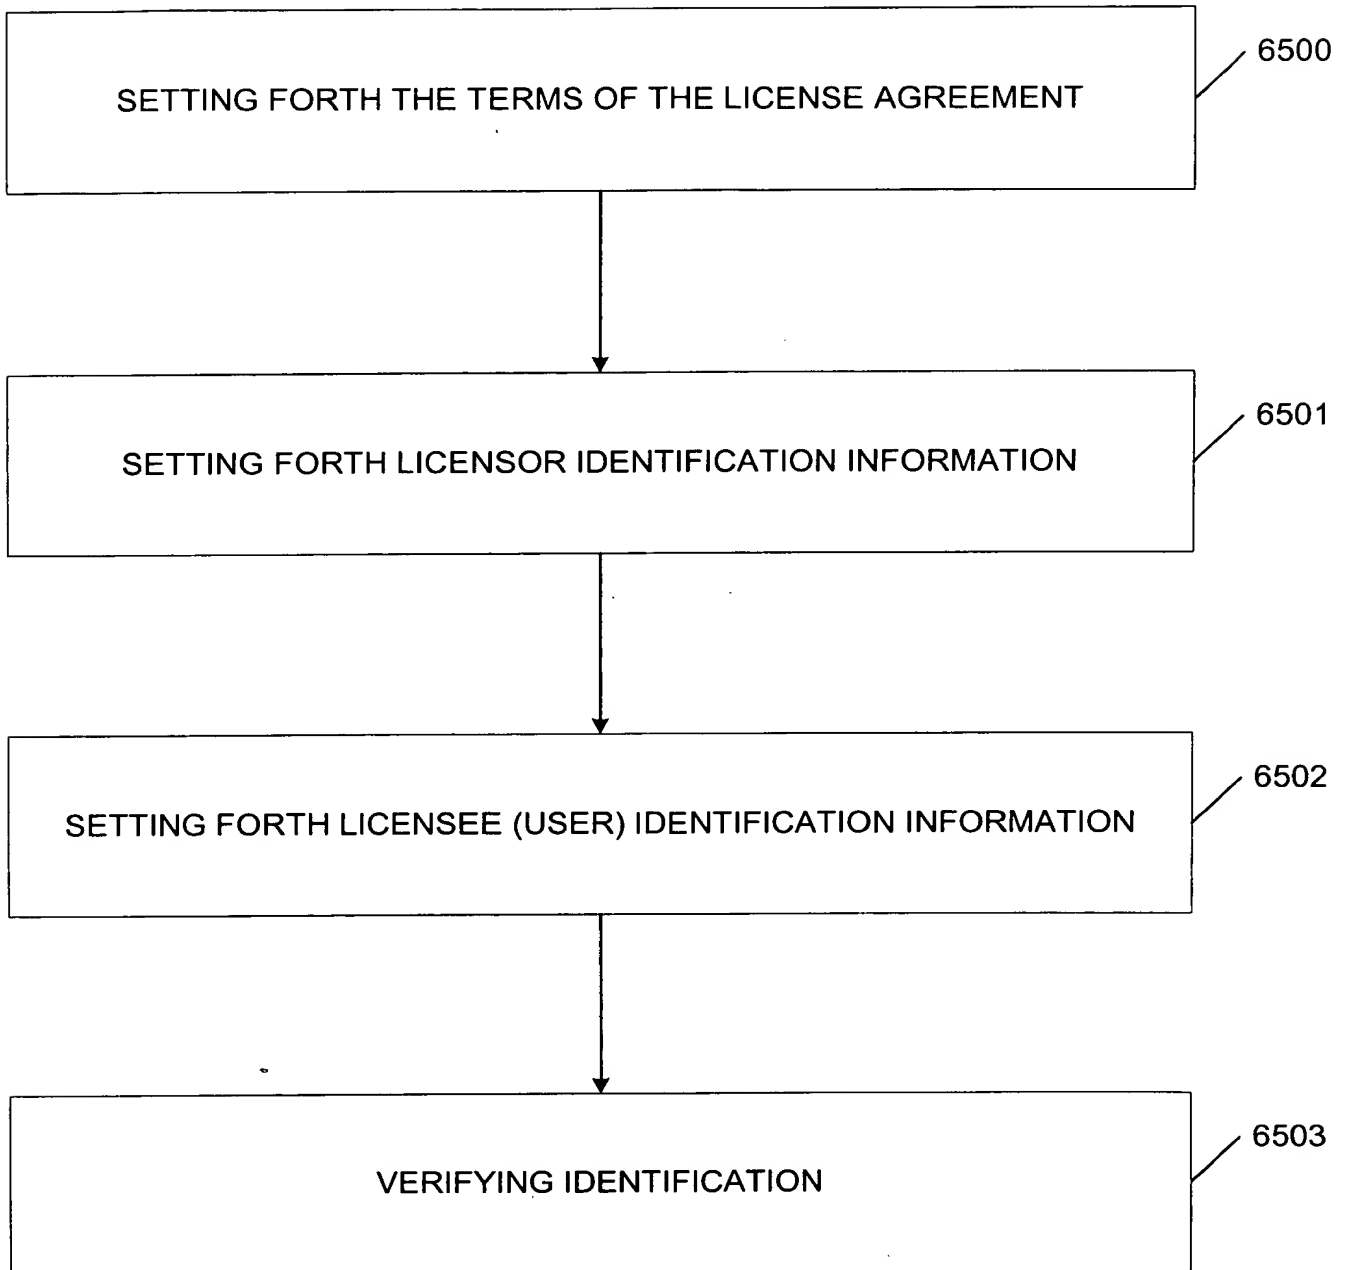 6500
SETTING FORTH THE TERMS OF THE LICENSE AGREEMENT
6501
SETTING FORTH LICENSOR IDENTIFICATION INFORMATION
6502
SETTING FORTH LICENSEE (USER) IDENTIFICATION INFORMATION
6503
VERIFYING IDENTIFICATION